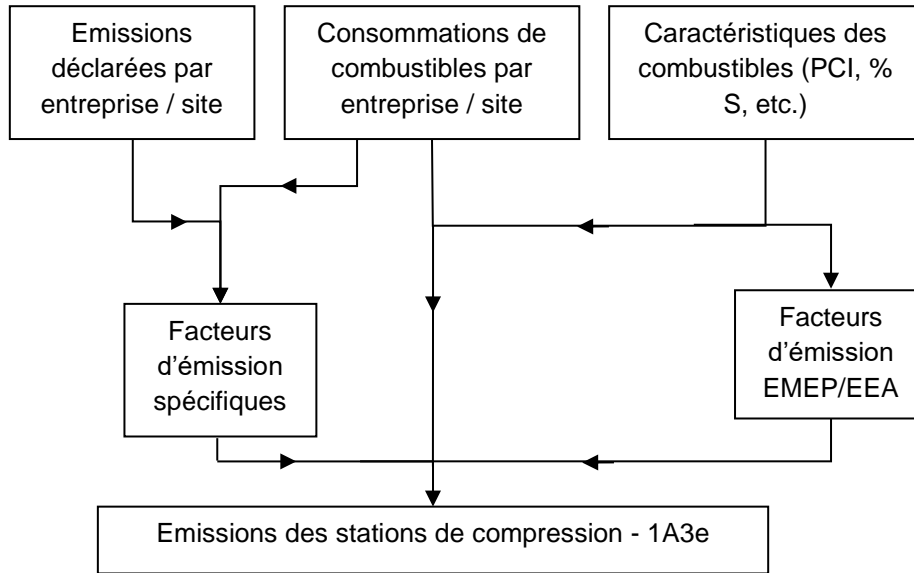 Emissions
déclarées par
entreprise / site
Consommations de
combustibles par
entreprise / site
Caractéristiques des
combustibles (PCI, %
S, etc.)
Facteurs
d'émission
spécifiques
Facteurs
d'émission
EMEP/EEA
Emissions des stations de compression - 1A3e